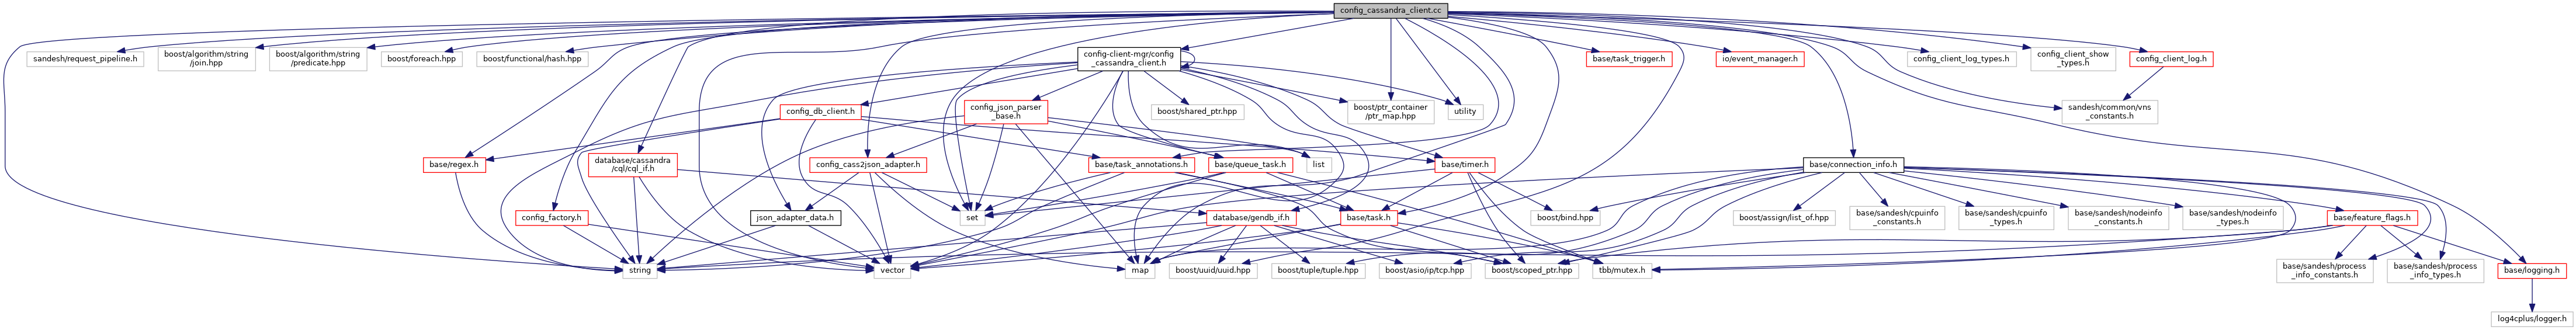 config_cassandra_client.cc
sandesh/request_pipeline.h
boost/algorithm/string
/join.hpp
boost/algorithm/string
/predicate.hpp
boost/foreach.hpp
boost/functional/hash.hpp
config-client-mgr/config
_cassandra_client.h
base/task_trigger.h
io/event_manager.h
config_client_log_types.h
config_client_show
_types.h
config_client_log.h
config_db_client.h
config_json_parser
_base.h
boost/shared_ptr.hpp
boost/ptr_container
/ptr_map.hpp
utility
sandesh/common/vns
_constants.h
base/regex.h
database/cassandra
/cql/cql_if.h
config_cass2json_adapter.h
base/task_annotations.h
base/queue_task.h
list
base/timer.h
base/connection_info.h
config_factory.h
json_adapter_data.h
set
database/gendb_if.h
base/task.h
boost/bind.hpp
boost/assign/list_of.hpp
base/sandesh/cpuinfo
_constants.h
base/sandesh/cpuinfo
_types.h
base/sandesh/nodeinfo
_constants.h
base/sandesh/nodeinfo
_types.h
base/feature_flags.h
string
vector
map
boost/uuid/uuid.hpp
boost/tuple/tuple.hpp
boost/asio/ip/tcp.hpp
boost/scoped_ptr.hpp
tbb/mutex.h
base/sandesh/process
_info_constants.h
base/sandesh/process
_info_types.h
base/logging.h
log4cplus/logger.h